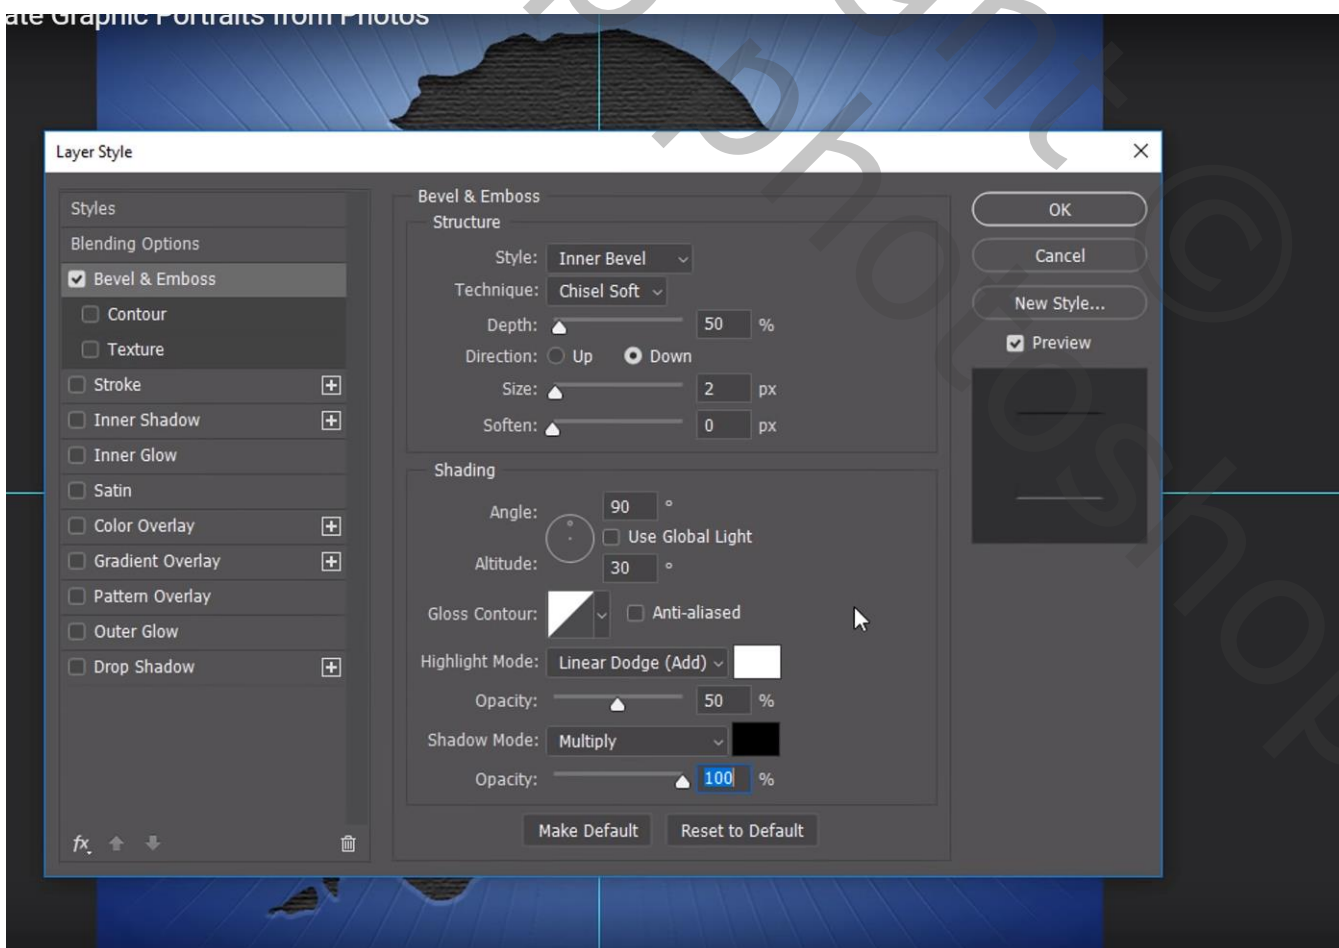 ate Graphic Portraits from Photos
Layer Style
Styles
Blending Options
Bevel & Emboss
Contour
Texture
Stroke
Inner Shadow
Inner Glow
Satin
Color Overlay
Gradient Overlay
Pattern Overlay
Outer Glow
Drop Shadow
fx
Bevel & Emboss
Structure
Style: Inner Bevel
Technique: Chisel Soft
Depth: 50 %
Direction: Up Down
Size: 2 px
Soften: 0 px
Shading
Angle: 90 °
Use Global Light
Altitude: 30 °
Gloss Contour: Anti-aliased
Highlight Mode: Linear Dodge (Add)
Opacity: 50 %
Shadow Mode: Multiply
Opacity: 100 %
Make Default Reset to Default
OK
Cancel
New Style...
Preview
photoshop
©